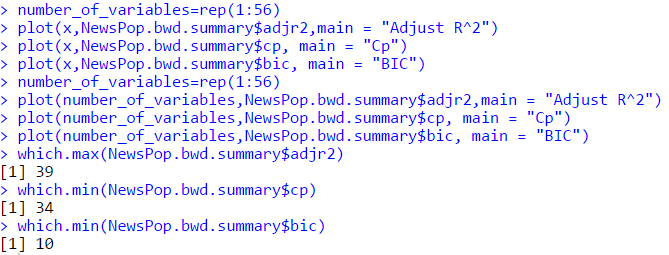 > number_of_variables=rep(1:56)
> plot(x,NewsPop.bwd.summary$adjr2,main = "Adjust R^2")
> plot(x,NewsPop.bwd.summary$cp, main = "Cp")
> plot(x,NewsPop.bwd.summary$bic, main = "BIC")
> number_of_variables=rep(1:56)
> plot(number_of_variables,NewsPop.bwd.summary$adjr2,main = "Adjust R^2")
> plot(number_of_variables,NewsPop.bwd.summary$cp, main = "Cp")
> plot(number_of_variables,NewsPop.bwd.summary$bic, main = "BIC")
> which.max(NewsPop.bwd.summary$adjr2)
[1] 39
> which.min(NewsPop.bwd.summary$cp)
[1] 34
> which.min(NewsPop.bwd.summary$bic)
[1] 10